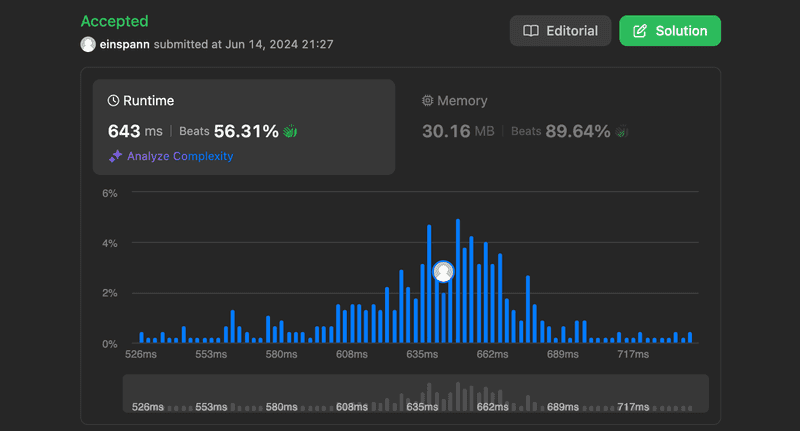 Accepted
einspann submitted at Jun 14, 2024 21:27
Editorial
Solution
Runtime
643 ms | Beats 56.31%
Analyze Complexity
Memory
30.16 MB | Beats 89.64%
6%
4%
2%
0%
526ms 553ms 580ms 608ms 635ms 662ms 689ms 717ms
526ms 553ms 580ms 608ms 635ms 662ms 689ms 717ms